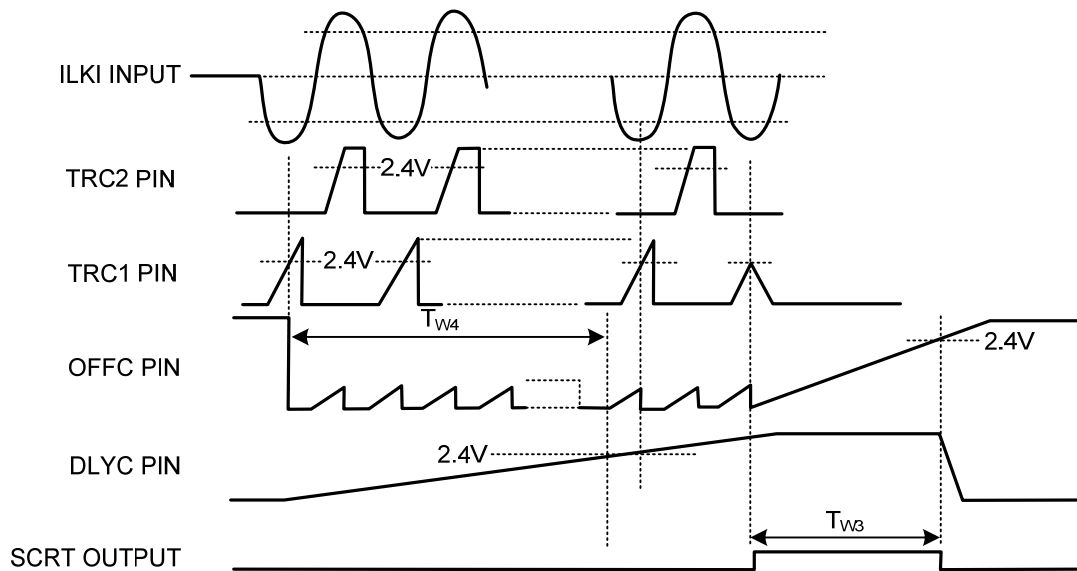 ILKI INPUT
TRC2 PIN
2.4V
TRC1 PIN
2.4V
TW4
OFFC PIN
2.4V
DLYC PIN
2.4V
TW3
SCRT OUTPUT